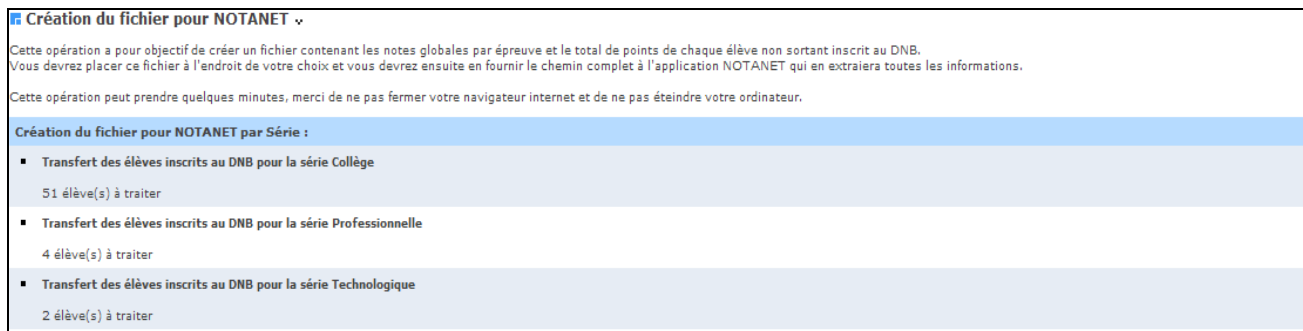 Création du fichier pour NOTANET
Cette opération a pour objectif de créer un fichier contenant les notes globales par épreuve et le total de points de chaque élève non sortant inscrit au DNB.
Vous devrez placer ce fichier à l'endroit de votre choix et vous devrez ensuite en fournir le chemin complet à l'application NOTANET qui en extraiera toutes les informations.
Cette opération peut prendre quelques minutes, merci de ne pas fermer votre navigateur internet et de ne pas éteindre votre ordinateur.
Création du fichier pour NOTANET par Série :
Transfert des élèves inscrits au DNB pour la série Collège
51 élève(s) à traiter
Transfert des élèves inscrits au DNB pour la série Professionnelle
4 élève(s) à traiter
Transfert des élèves inscrits au DNB pour la série Technologique
2 élève(s) à traiter